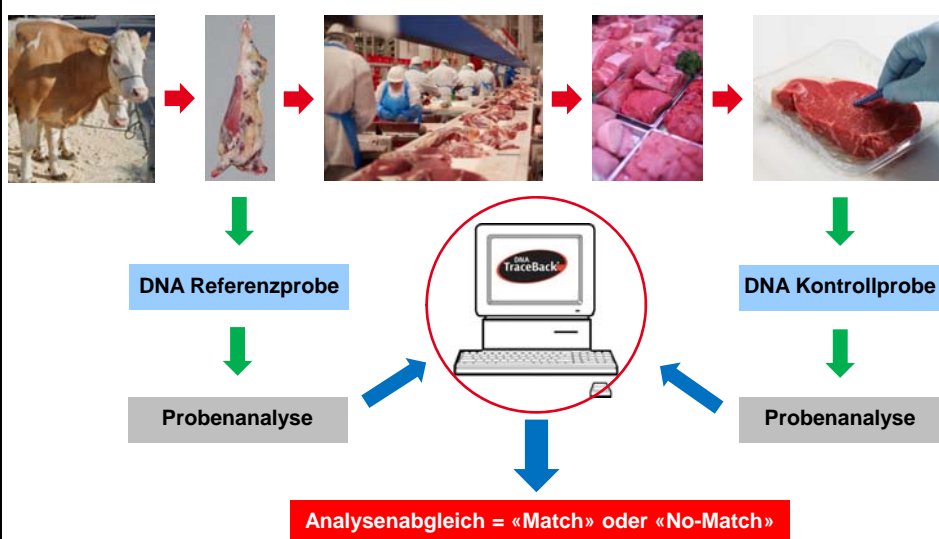 DNA
TraceBack
DNA Referenzprobe
DNA Kontrollprobe
Probenanalyse
Probenanalyse
Analysenabgleich = «Match» oder «No-Match»